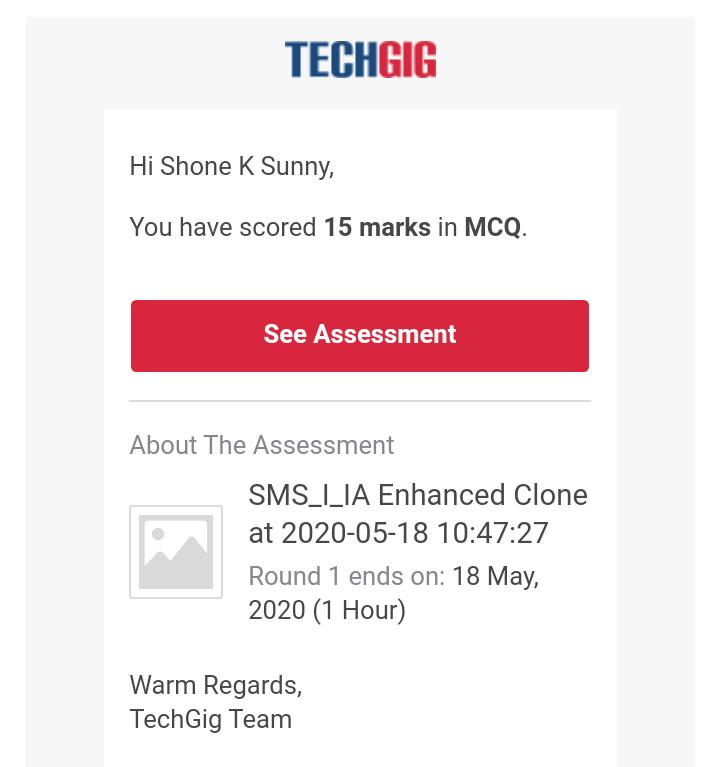 TECHGIG
Hi Shone K Sunny,
You have scored 15 marks in MCQ.
See Assessment
About The Assessment
SMS_I_IA Enhanced Clone
at 2020-05-18 10:47:27
Round 1 ends on: 18 May,
2020 (1 Hour)
Warm Regards,
TechGig Team